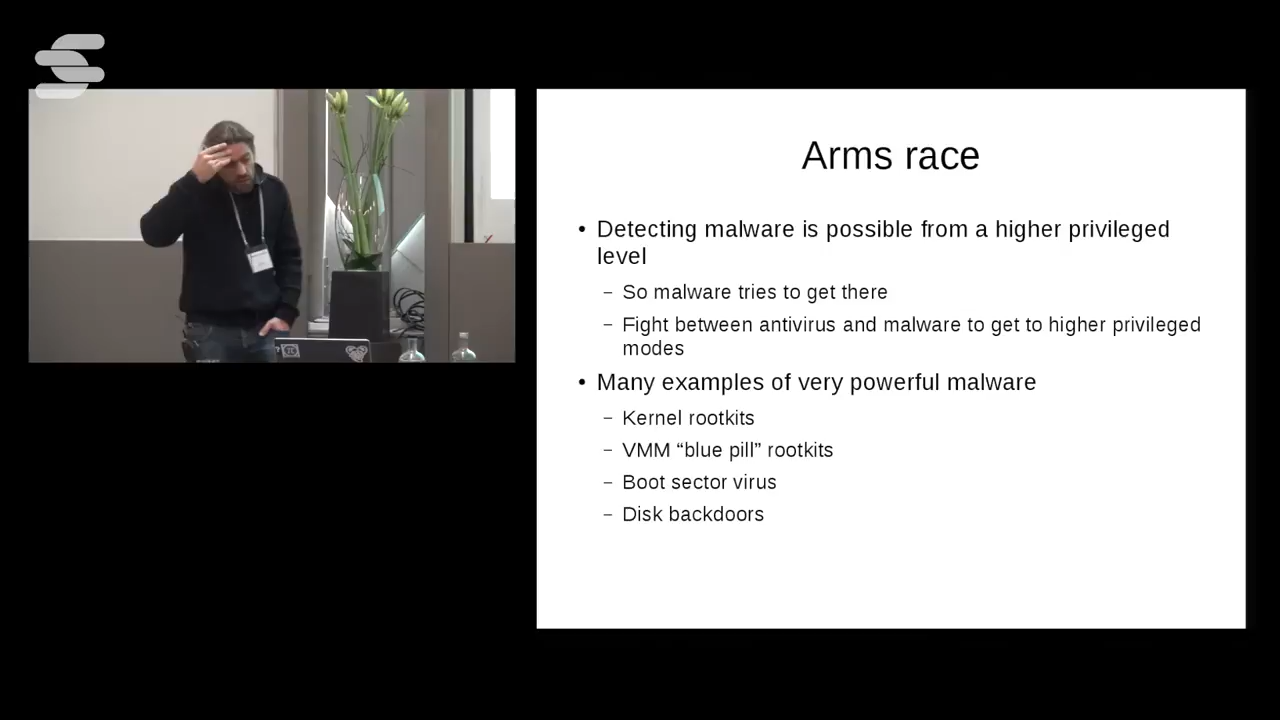 Arms race
• Detecting malware is possible from a higher privileged
level
– So malware tries to get there
– Fight between antivirus and malware to get to higher privileged
modes
• Many examples of very powerful malware
– Kernel rootkits
– VMM “blue pill” rootkits
– Boot sector virus
– Disk backdoors